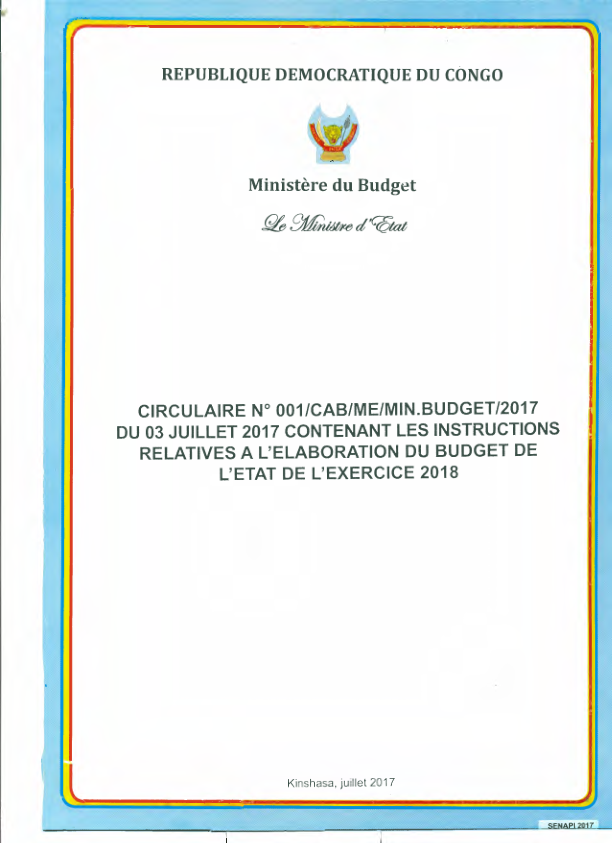 REPUBLIQUE DEMOCRATIQUE DU CONGO
Ministère du Budget
Le Ministre d'Etat
CIRCULAIRE N° 001/CAB/ME/MIN.BUDGET/2017
DU 03 JUILLET 2017 CONTENANT LES INSTRUCTIONS
RELATIVES A L'ELABORATION DU BUDGET DE
L'ETAT DE L'EXERCICE 2018
Kinshasa, juillet 2017
SENAPI 2017